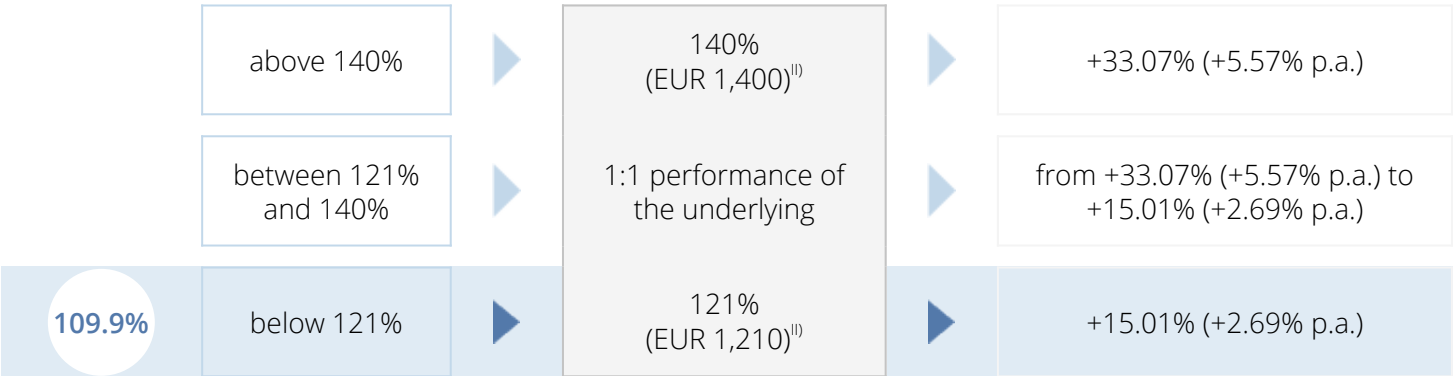 above 140%
140%
(EUR 1,400)II)
+33.07% (+5.57% p.a.)
between 121%
and 140%
1:1 performance of
the underlying
from +33.07% (+5.57% p.a.) to
+15.01% (+2.69% p.a.)
109.9%
below 121%
121%
(EUR 1,210)II)
+15.01% (+2.69% p.a.)